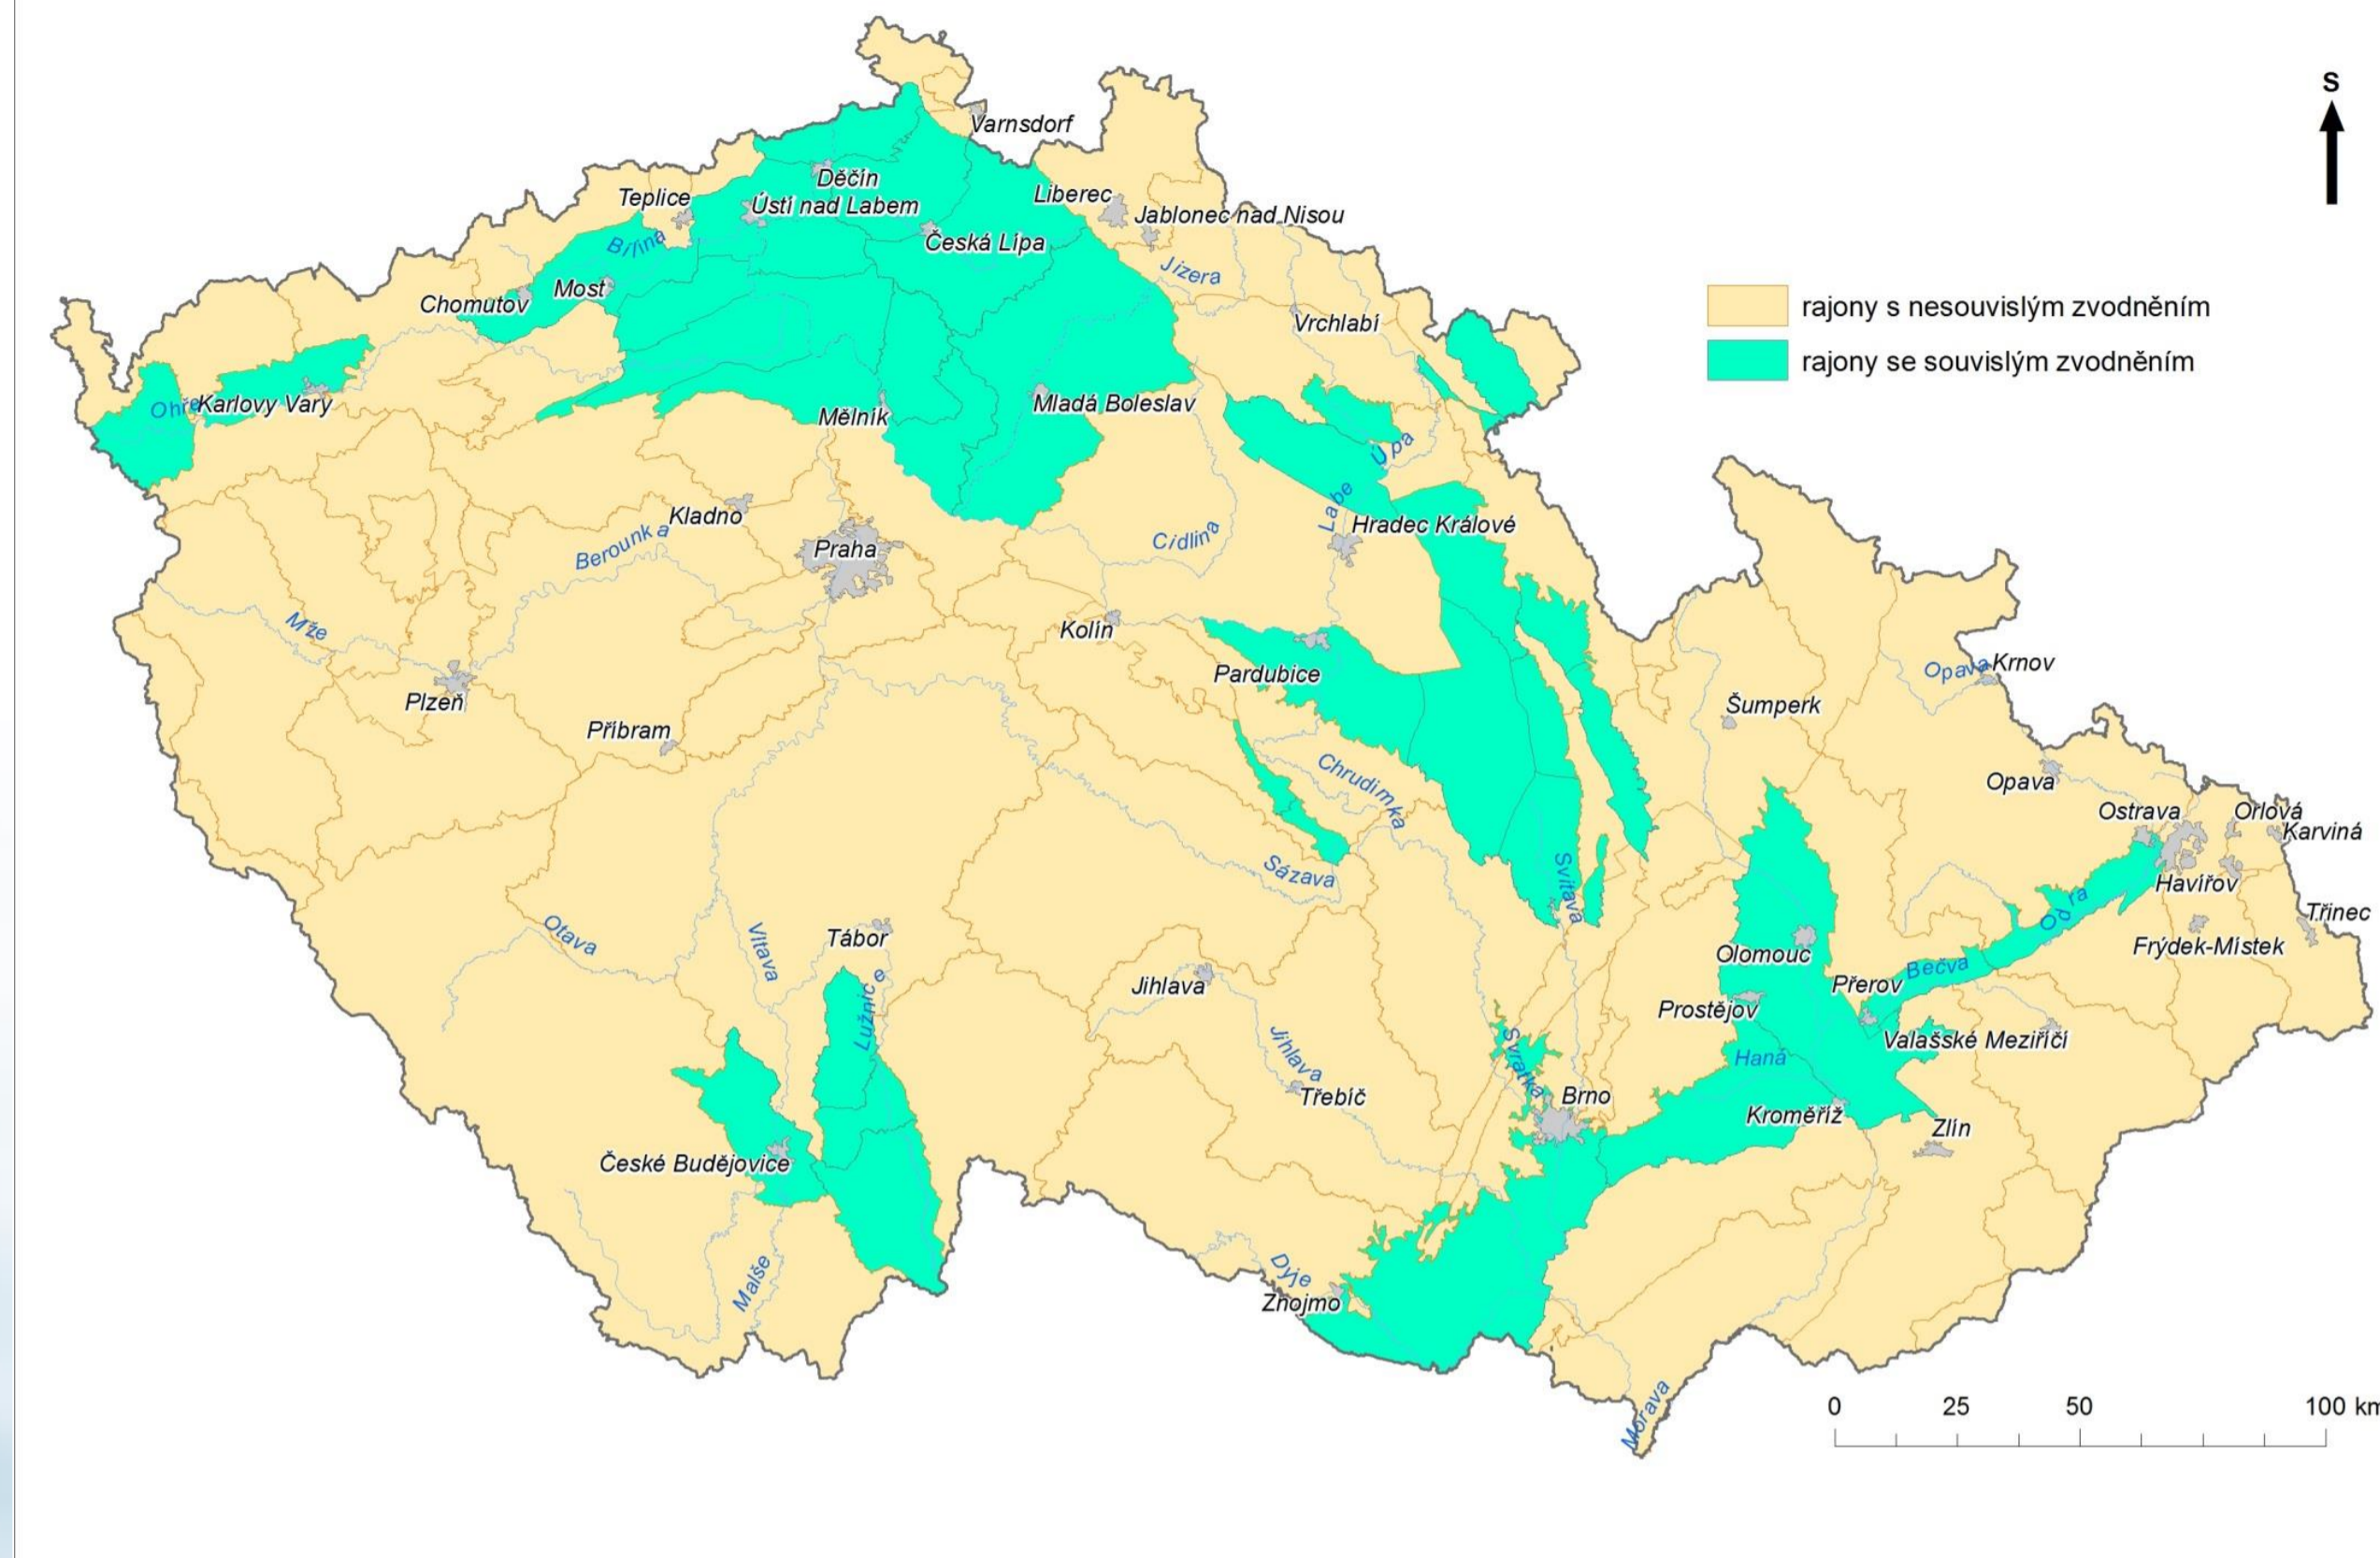 S
Varnsdorf
Děčín
Teplice
Ústí nad Labem
Liberec
Jablonec nad Nisou
Česká Lípa
Bílina
Jizera
Most
Chomutov
Vrchlabí
rajony s nesouvislým zvodněním
rajony se souvislým zvodněním
Ohře
Karlovy Vary
Mělník
Mladá Boleslav
Úpa
Labe
Kladno
Hradec Králové
Berounka
Cidlina
Praha
Mže
Kolín
Pardubice
Opava
Krnov
Plzeň
Příbram
Šumperk
Chrudimka
Opava
Ostrava
Orlová
Karviná
Sázava
Svitava
Havířov
Odra
Třinec
Otava
Vltava
Tábor
Frýdek-Místek
Olomouc
Bečva
Jihlava
Přerov
Lužnice
Prostějov
Jihlava
Svratka
Valašské Meziříčí
Haná
Třebíč
Brno
Kroměříž
Zlín
České Budějovice
Malše
Dyje
Znojmo
Morava
0 25 50 100 km